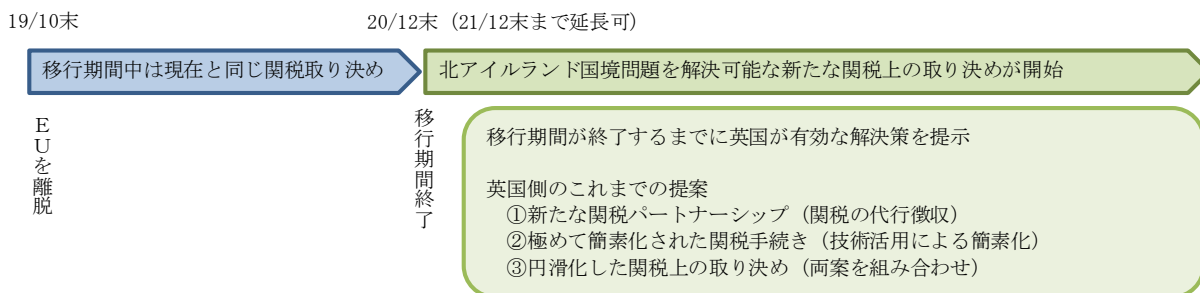 19/10末
20/12末（21/12末まで延長可）
移行期間中は現在と同じ関税取り決め
北アイルランド国境問題を解決可能な新たな関税上の取り決めが開始
EUを離脱
移行期間終了
移行期間が終了するまでに英国が有効な解決策を提示
英国側のこれまでの提案
①新たな関税パートナーシップ（関税の代行徴収）
②極めて簡素化された関税手続き（技術活用による簡素化）
③円滑化した関税上の取り決め（両案を組み合わせ）